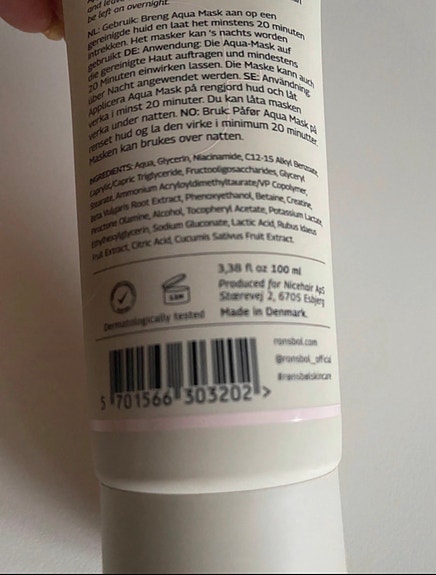 and leave
be left on overnight.
NL: Gebruik: Breng Aqua Mask aan op een
gereinigde huid en laat het minstens 20 minuten
intrekken. Het masker kan 's nachts worden
gebruikt DE: Anwendung: Die Aqua-Mask auf
die gereinigte Haut auftragen und mindestens
20 Minuten einwirken lassen. Die Maske kann auch
über Nacht angewendet werden. SE: Användning:
Applicera Aqua Mask på rengjord hud och låt
verka i minst 20 minuter. Du kan låta masken
verka under natten. NO: Bruk: Påfør Aqua Mask på
renset hud og la den virke i minimum 20 minutter.
Masken kan brukes over natten.
INGREDIENTS: Aqua, Glycerin, Niacinamide, C12-15 Alkyl Benzoate,
Caprylic/Capric Triglyceride, Fructooligosaccharides, Glyceryl
Stearate, Ammonium Acryloyldimethyltaurate/VP Copolymer,
Beta Vulgaris Root Extract, Phenoxyethanol, Betaine, Creatine,
Piroctone Olamine, Alcohol, Tocopheryl Acetate, Potassium Lactate,
Ethylhexylglycerin, Sodium Gluconate, Lactic Acid, Rubus Idaeus
Fruit Extract, Citric Acid, Cucumis Sativus Fruit Extract.
3,38 fl oz 100 ml
Produced for Nicehair ApS
Stærevej 2, 6705 Esbjerg
Made in Denmark
12M
Dermatologically tested
ronsbol.com
@ronsbol_offical
#rønsbølskincare
5 701566 303202 >